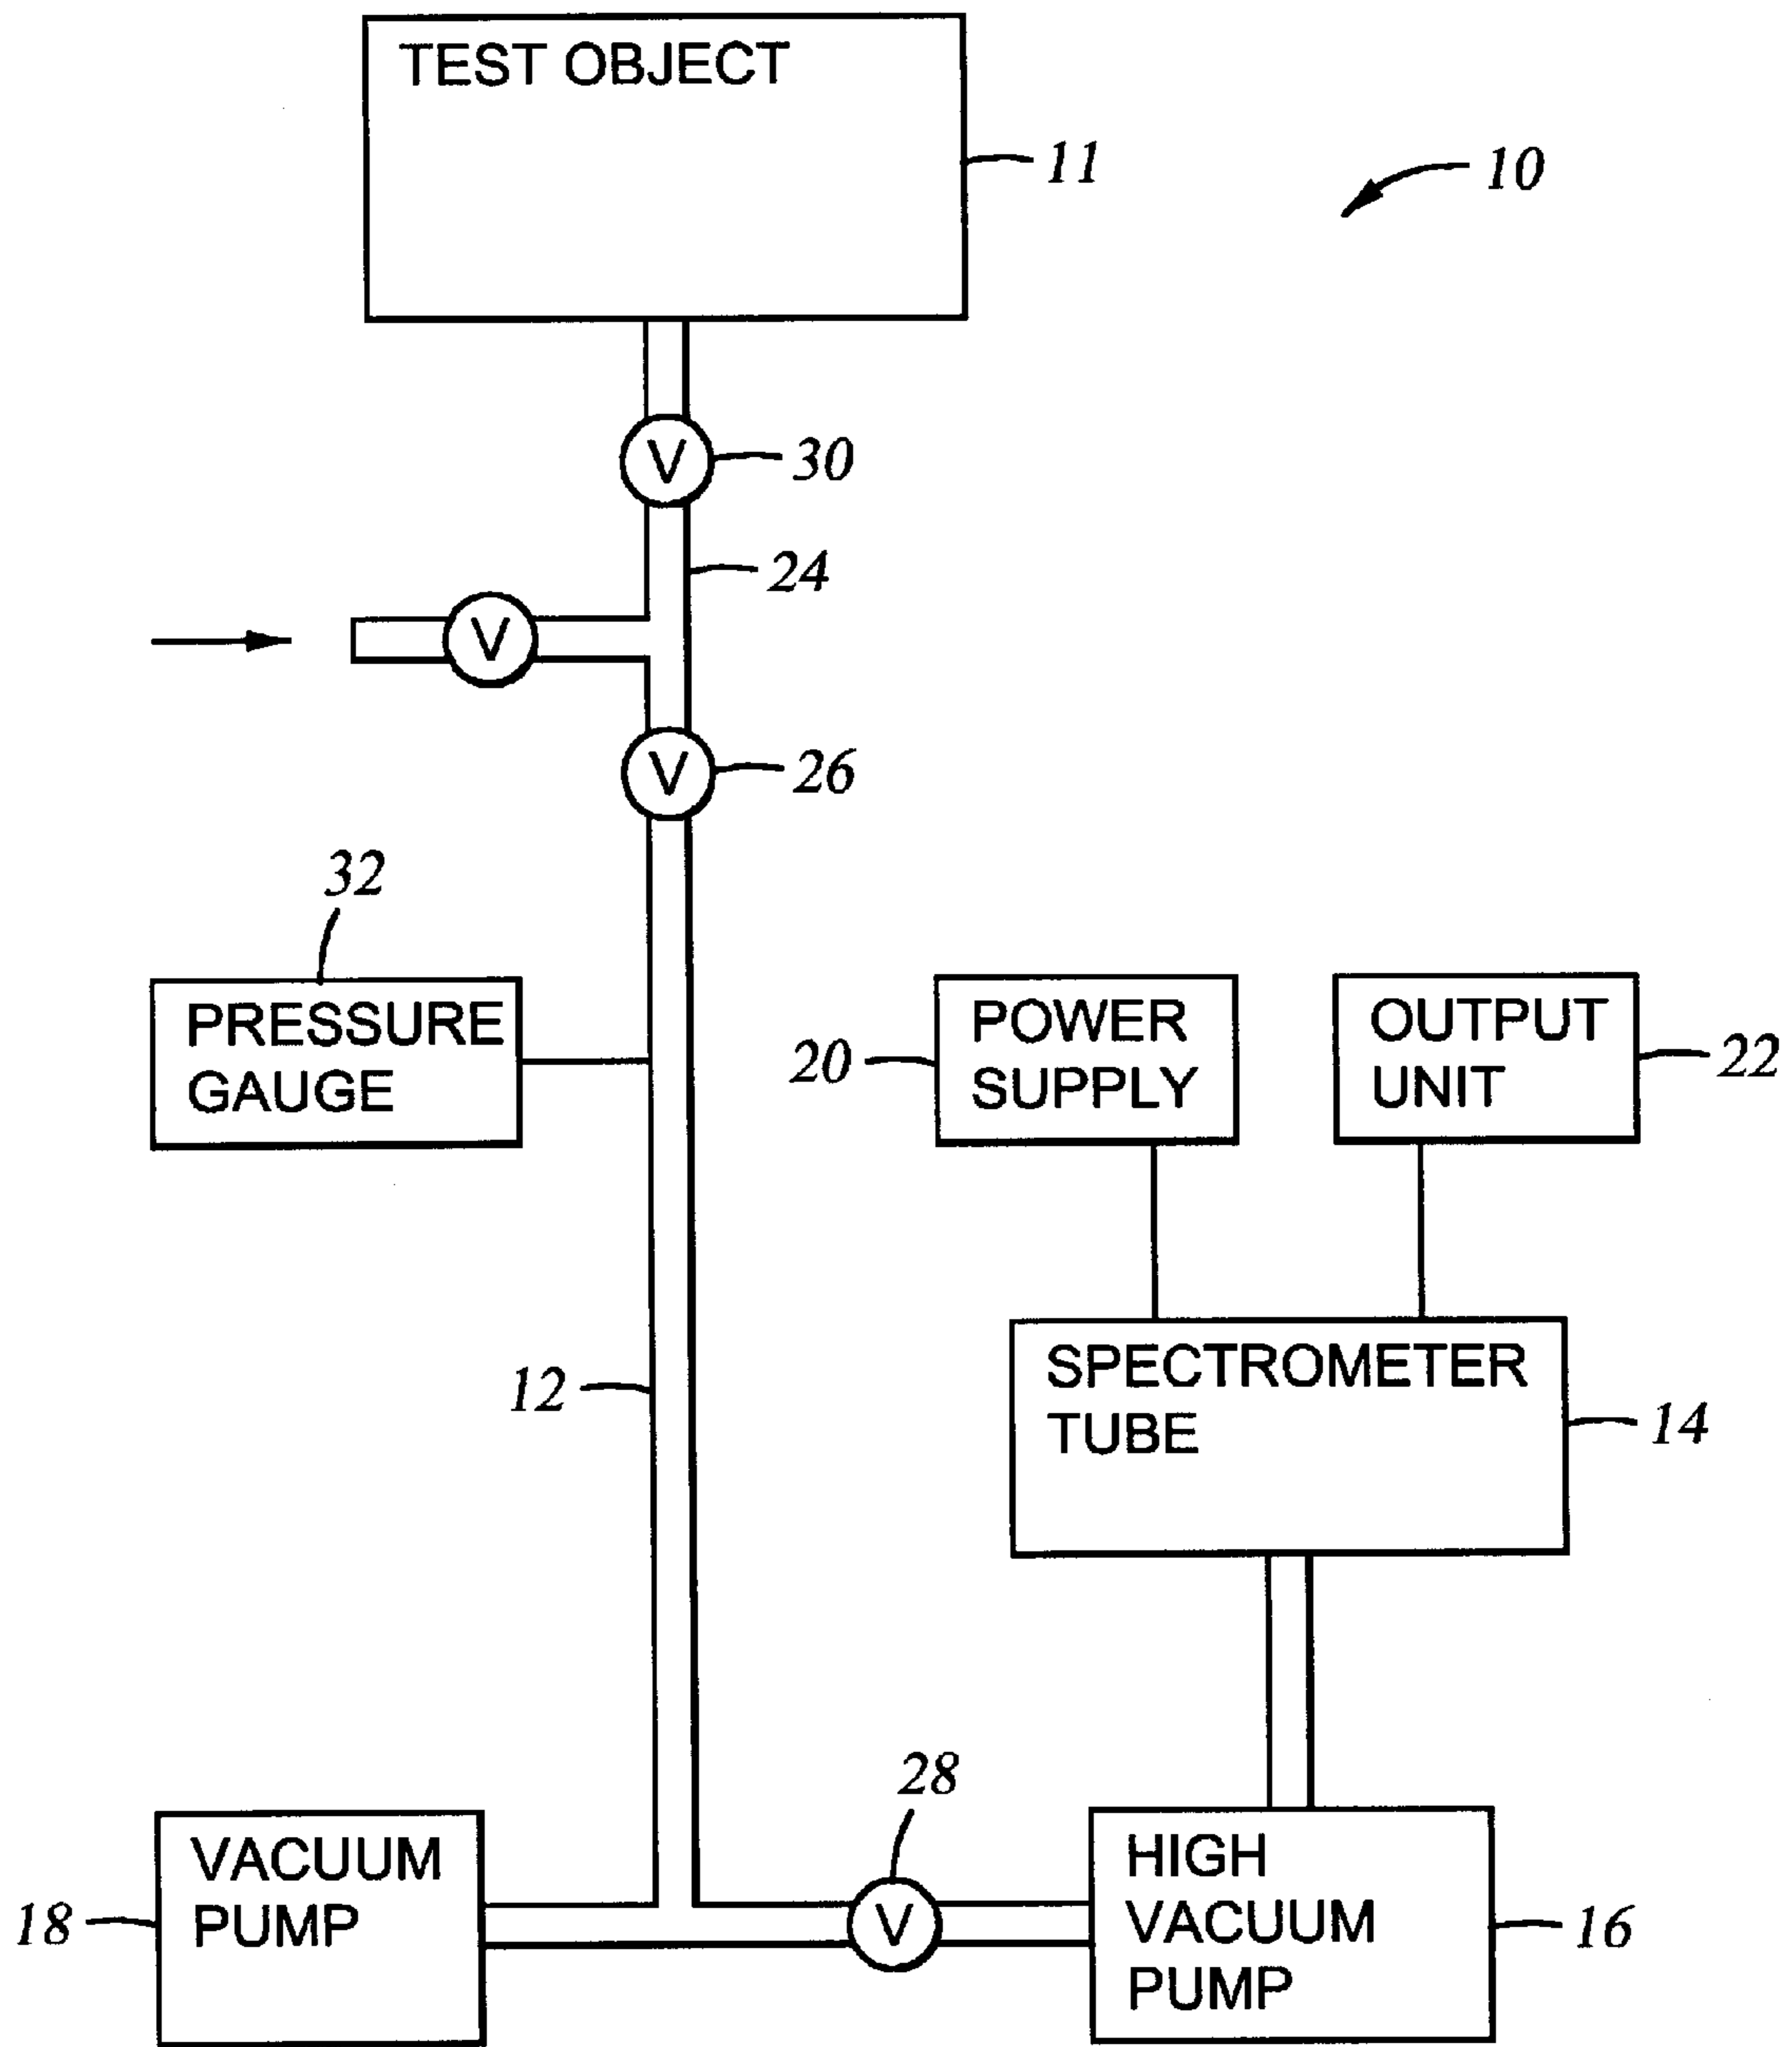 TEST OBJECT
11
10
V
30
24
V
V
26
32
PRESSURE
GAUGE
POWER
SUPPLY
20
OUTPUT
UNIT
22
12
SPECTROMETER
TUBE
14
28
VACUUM
PUMP
18
V
HIGH
VACUUM
PUMP
16